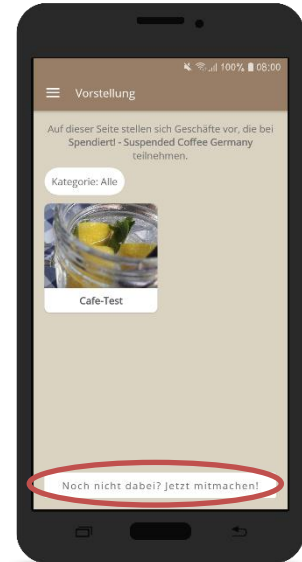 100% 08:00
Vorstellung
Auf dieser Seite stellen sich Geschäfte vor, die bei
Spendiert! - Suspended Coffee Germany
teilnehmen.
Kategorie: Alle
Cafe-Test
Noch nicht dabei? Jetzt mitmachen!